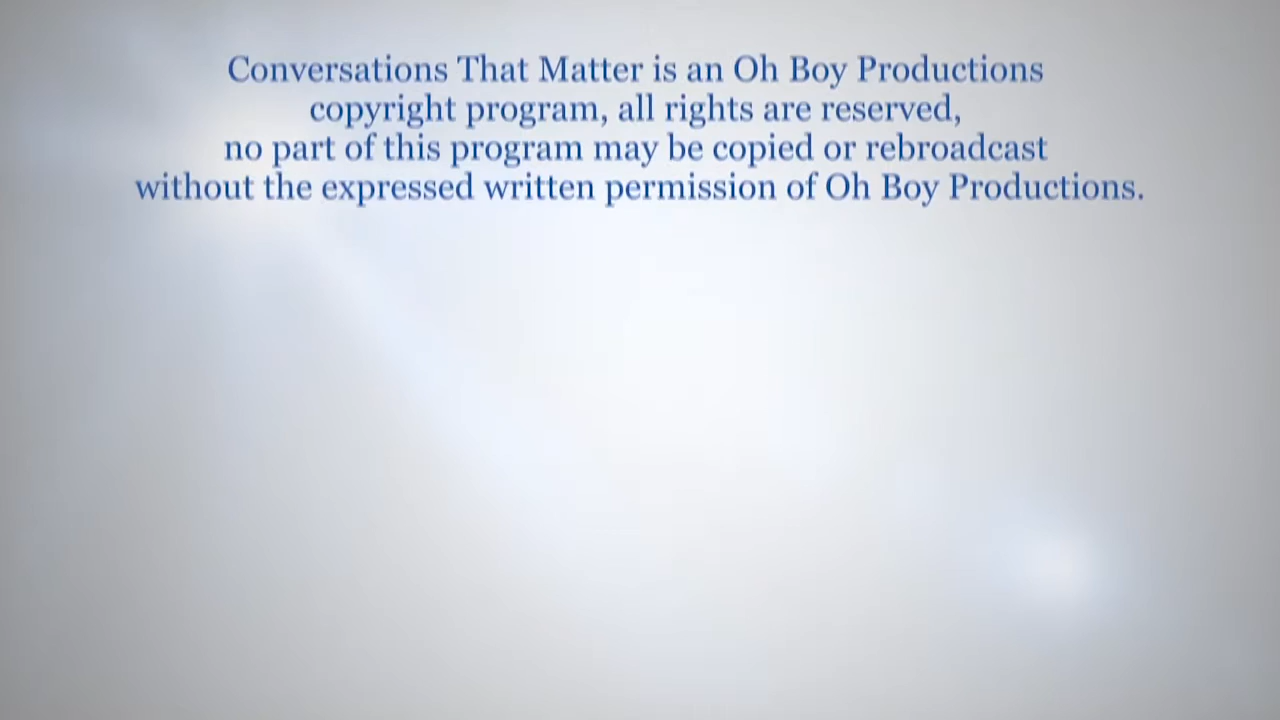 Conversations That Matter is an Oh Boy Productions
copyright program, all rights are reserved,
no part of this program may be copied or rebroadcast
without the expressed written permission of Oh Boy Productions.